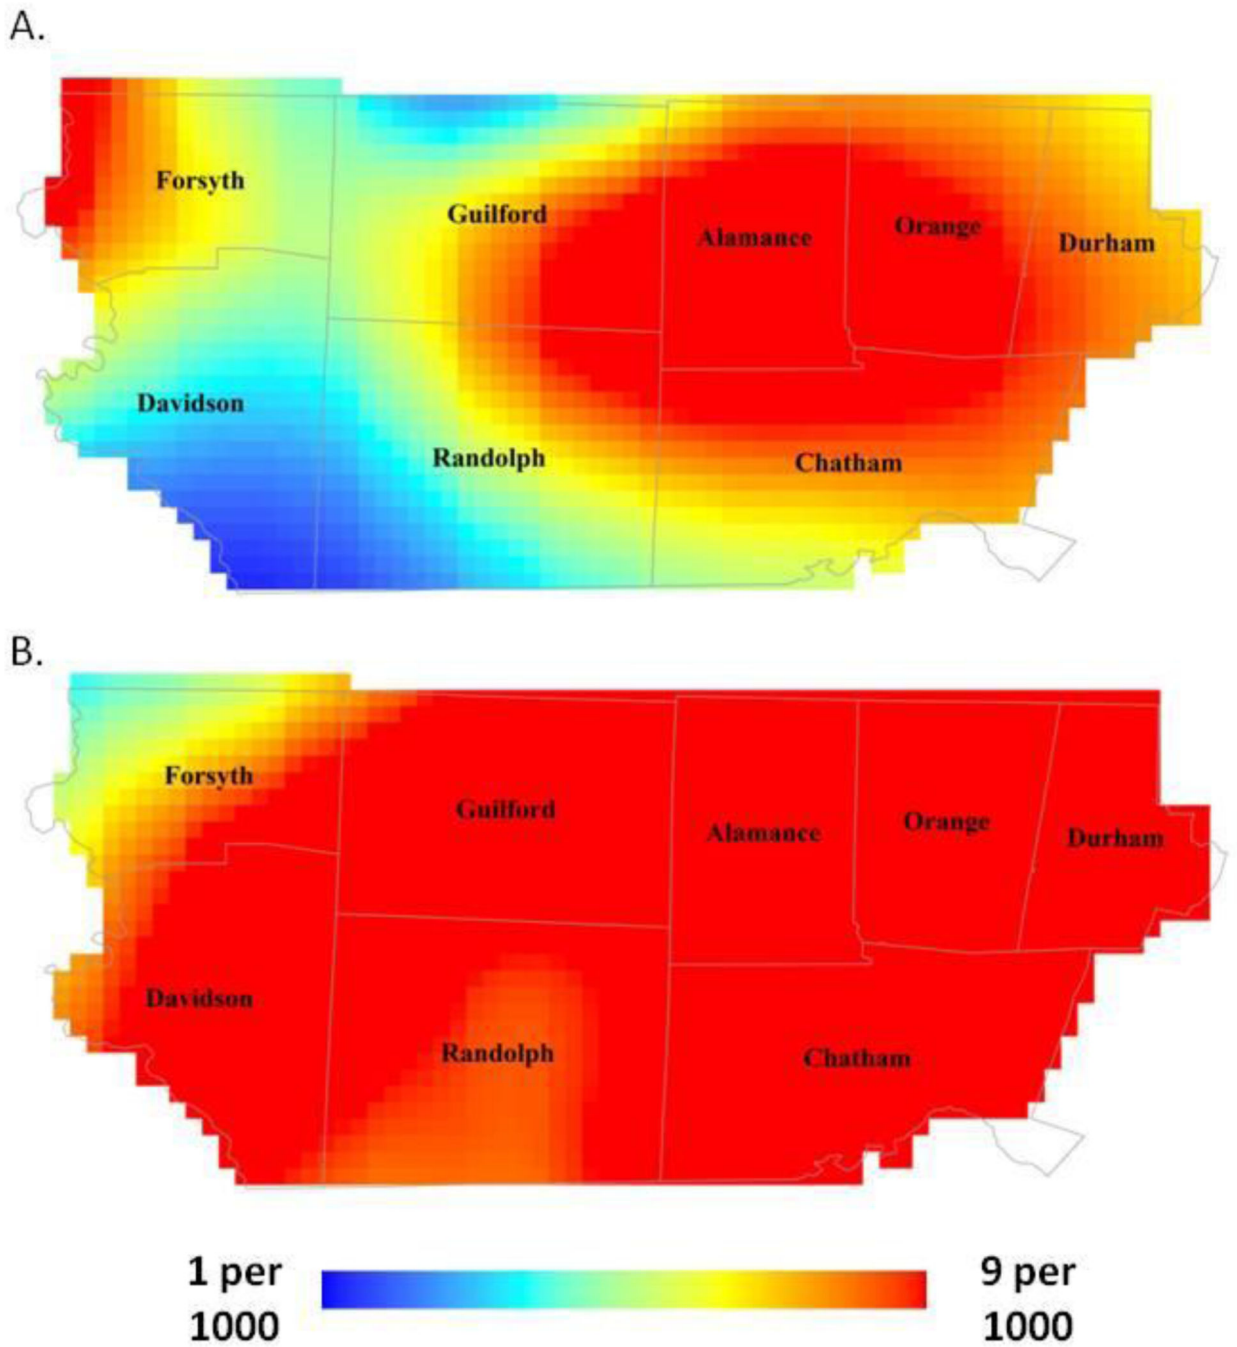 A.
Forsyth
Guilford
Alamance
Orange
Durham
Davidson
Randolph
Chatham
B.
Forsyth
Guilford
Alamance
Orange
Durham
Davidson
Randolph
Chatham
1 per
1000
9 per
1000